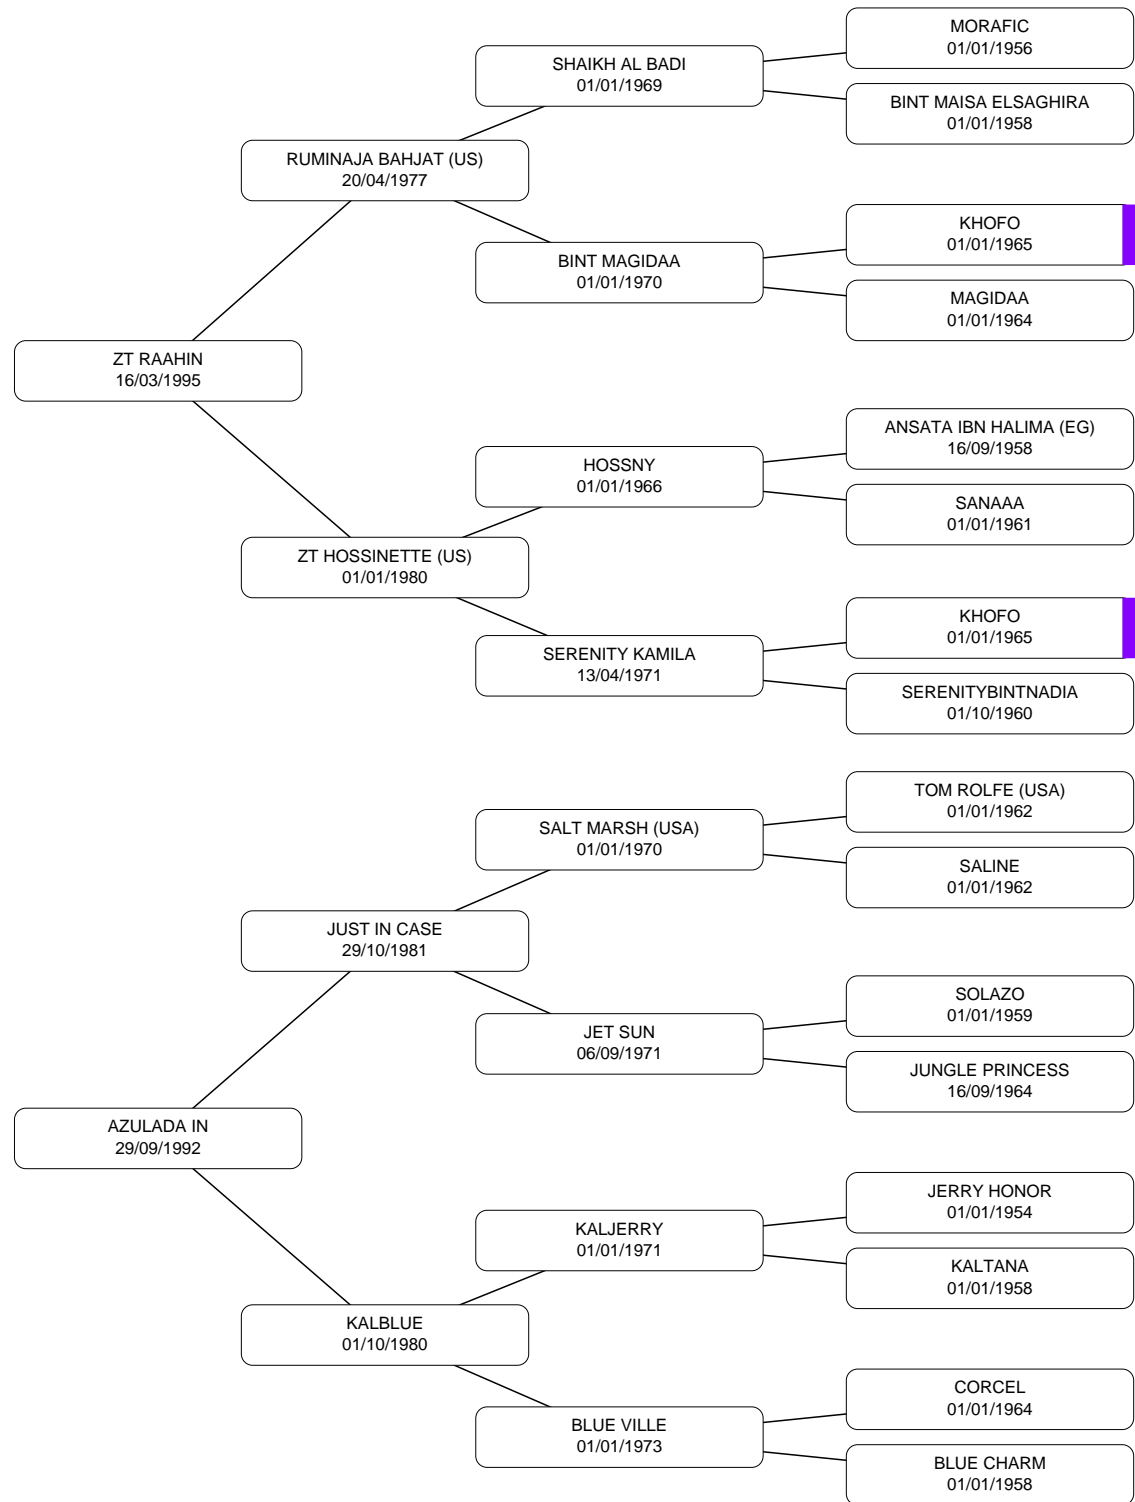 MORAFIC
01/01/1956
SHAIKH AL BADI
01/01/1969
BINT MAISA ELSAGHIRA
01/01/1958
RUMINAJA BAHJAT (US)
20/04/1977
KHOFO
01/01/1965
BINT MAGIDAA
01/01/1970
MAGIDAA
01/01/1964
ZT RAAHIN
16/03/1995
ANSATA IBN HALIMA (EG)
16/09/1958
HOSSNY
01/01/1966
SANAAA
01/01/1961
ZT HOSSINETTE (US)
01/01/1980
KHOFO
01/01/1965
SERENITY KAMILA
13/04/1971
SERENITYBINTNADIA
01/10/1960
TOM ROLFE (USA)
01/01/1962
SALT MARSH (USA)
01/01/1970
SALINE
01/01/1962
JUST IN CASE
29/10/1981
SOLAZO
01/01/1959
JET SUN
06/09/1971
JUNGLE PRINCESS
16/09/1964
AZULADA IN
29/09/1992
JERRY HONOR
01/01/1954
KALJERRY
01/01/1971
KALTANA
01/01/1958
KALBLUE
01/10/1980
CORCEL
01/01/1964
BLUE VILLE
01/01/1973
BLUE CHARM
01/01/1958